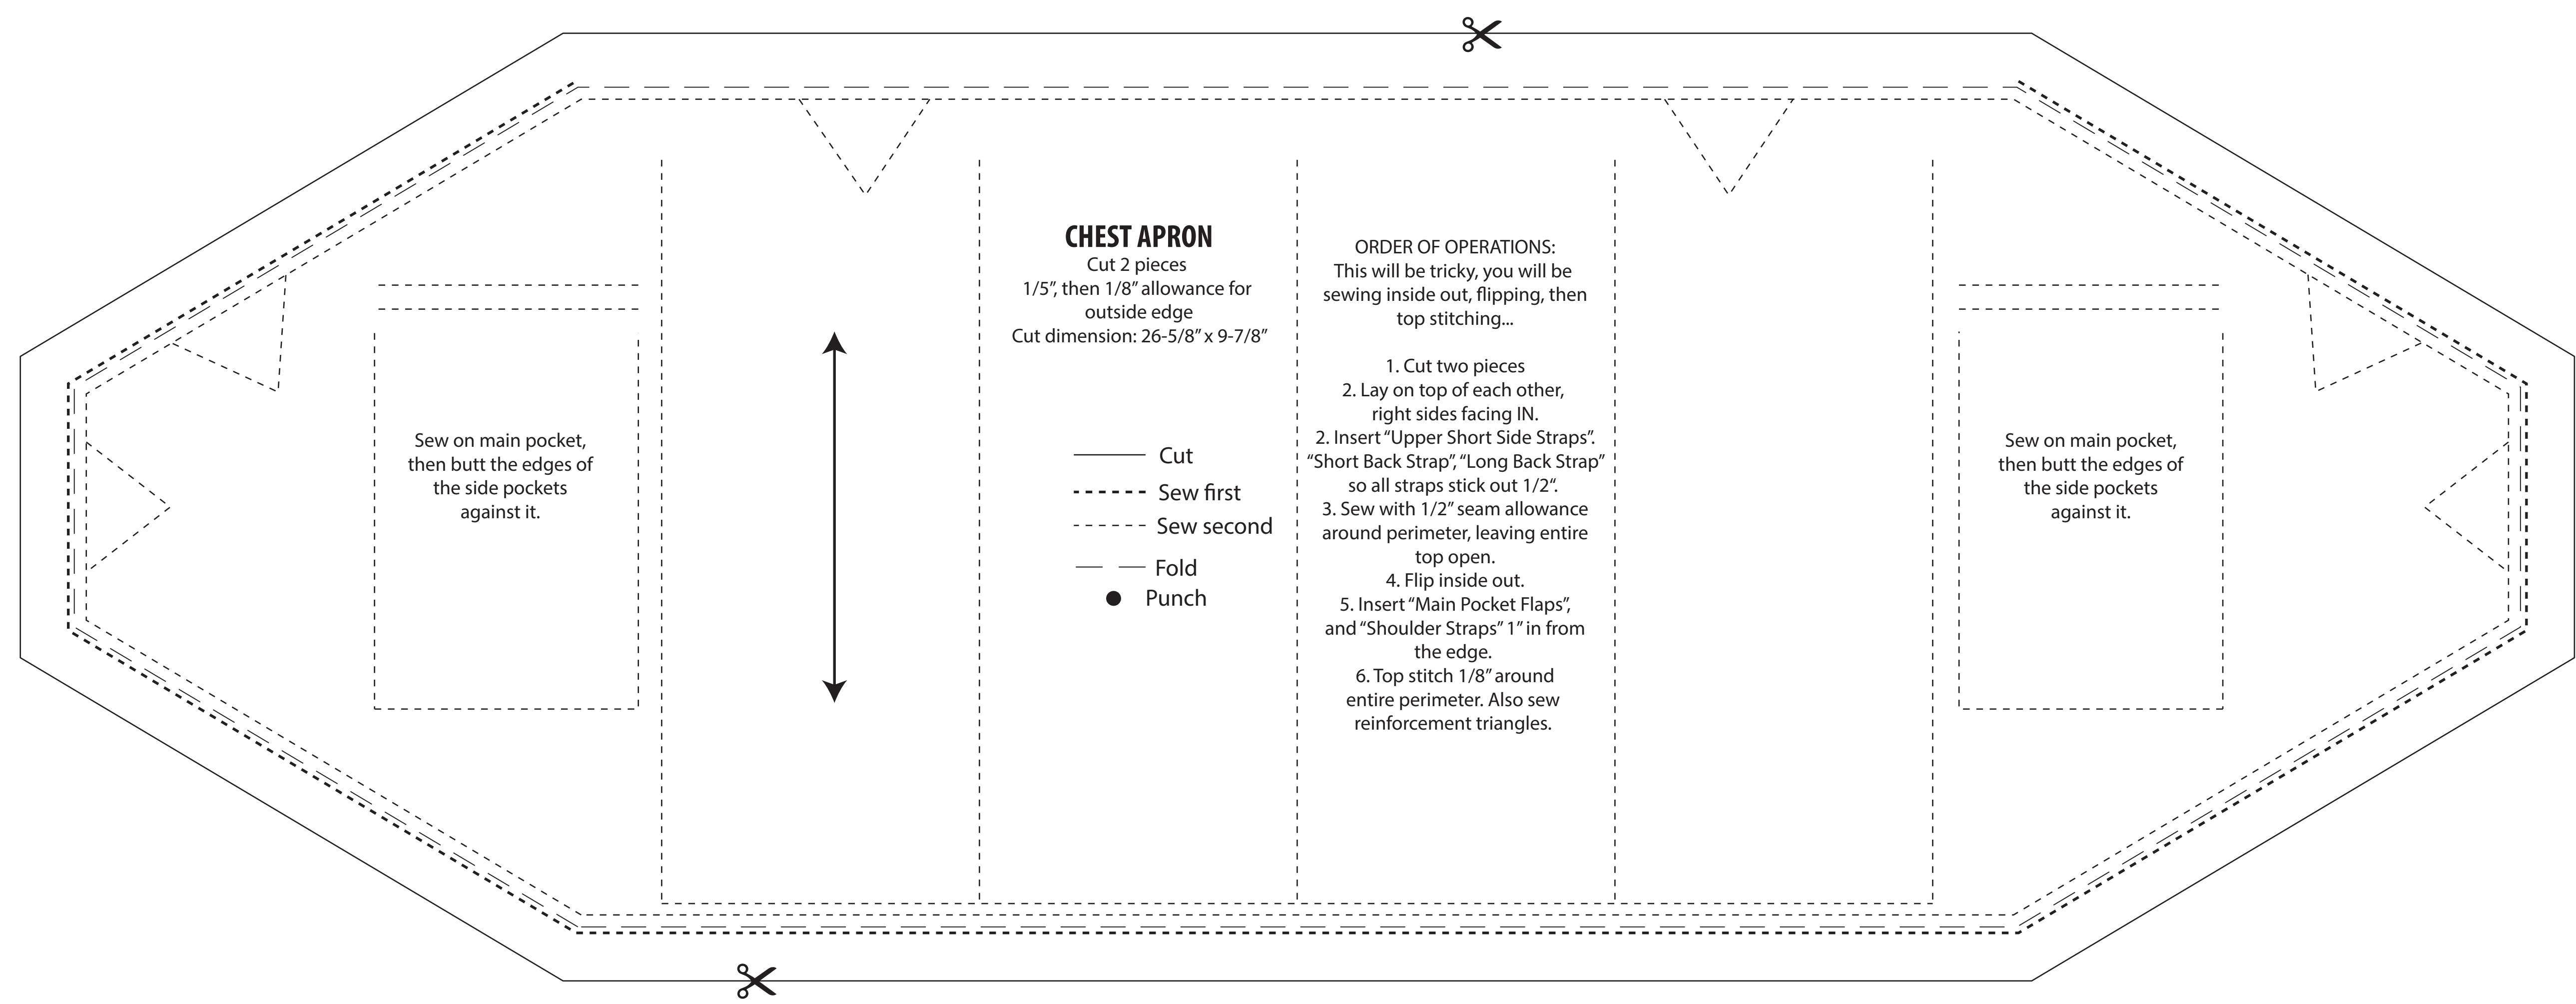 CHEST APRON
Cut 2 pieces
1/5”, then 1/8” allowance for
outside edge
Cut dimension: 26-5/8” x 9-7/8”
Cut
Sew first
Sew second
Fold
Punch
ORDER OF OPERATIONS:
This will be tricky, you will be
sewing inside out, flipping, then
top stitching...
1. Cut two pieces
2. Lay on top of each other,
right sides facing IN.
2. Insert “Upper Short Side Straps”.
“Short Back Strap”, “Long Back Strap”
so all straps stick out 1/2“.
3. Sew with 1/2” seam allowance
around perimeter, leaving entire
top open.
4. Flip inside out.
5. Insert “Main Pocket Flaps”,
and “Shoulder Straps” 1” in from
the edge.
6. Top stitch 1/8” around
entire perimeter. Also sew
reinforcement triangles.
Sew on main pocket,
then butt the edges of
the side pockets
against it.
Sew on main pocket,
then butt the edges of
the side pockets
against it.